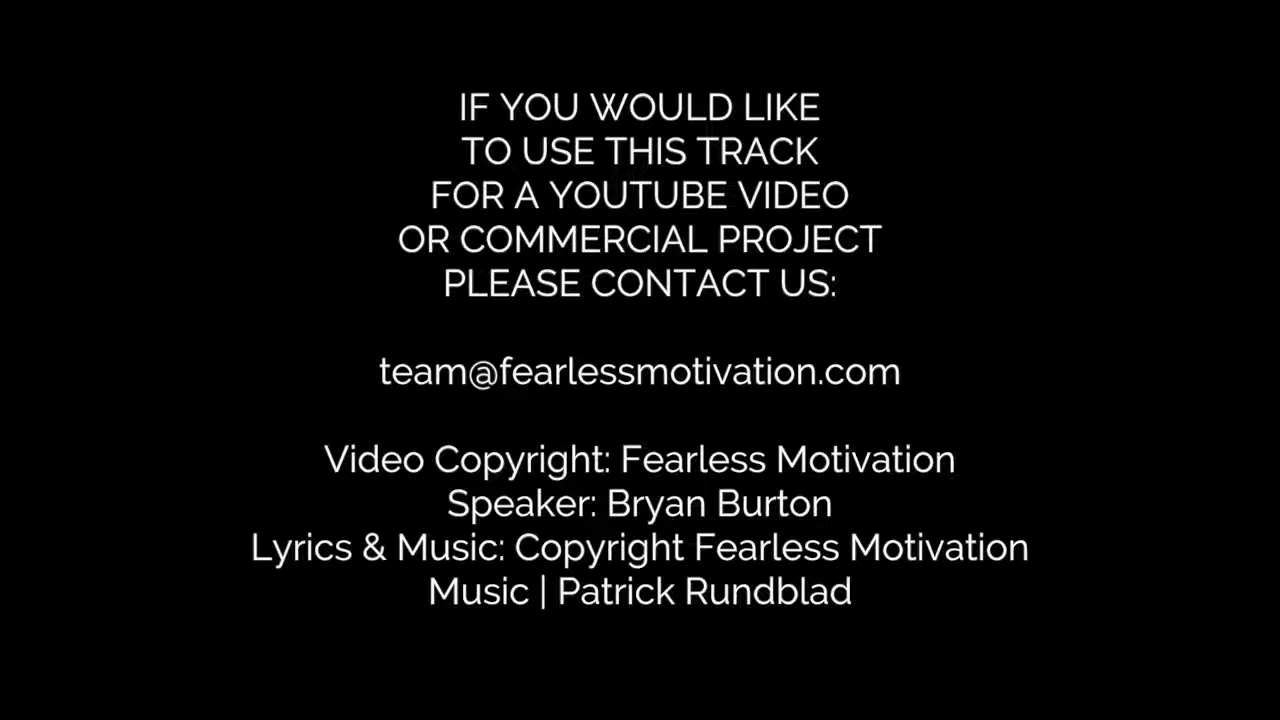 IF YOU WOULD LIKE
TO USE THIS TRACK
FOR A YOUTUBE VIDEO
OR COMMERCIAL PROJECT
PLEASE CONTACT US:
team@fearlessmotivation.com
Video Copyright: Fearless Motivation
Speaker: Bryan Burton
Lyrics & Music: Copyright Fearless Motivation
Music | Patrick Rundblad